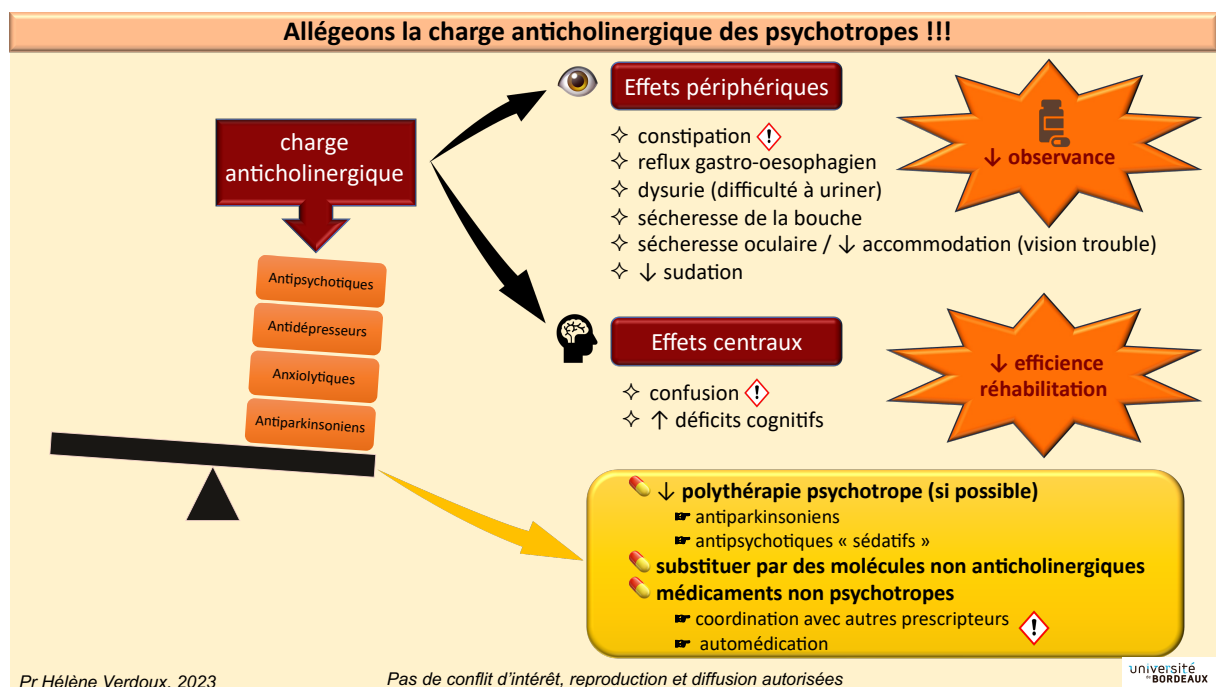 Allégeons la charge anticholinergique des psychotropes !!!
charge
anticholinergique
Antipsychotiques
Antidépresseurs
Anxiolytiques
Antiparkinsoniens
Effets périphériques
constipation
reflux gastro-oesophagien
dysurie (difficulté à uriner)
sécheresse de la bouche
sécheresse oculaire / ↓ accommodation (vision trouble)
↓ sudation
↓ observance
Effets centraux
confusion
↑ déficits cognitifs
↓ efficience
réhabilitation
↓ polythérapie psychotrope (si possible)
antiparkinsoniens
antipsychotiques « sédatifs »
substituer par des molécules non anticholinergiques
médicaments non psychotropes
coordination avec autres prescripteurs
automédication
Pr Hélène Verdoux, 2023
Pas de conflit d’intérêt, reproduction et diffusion autorisées
université
de BORDEAUX